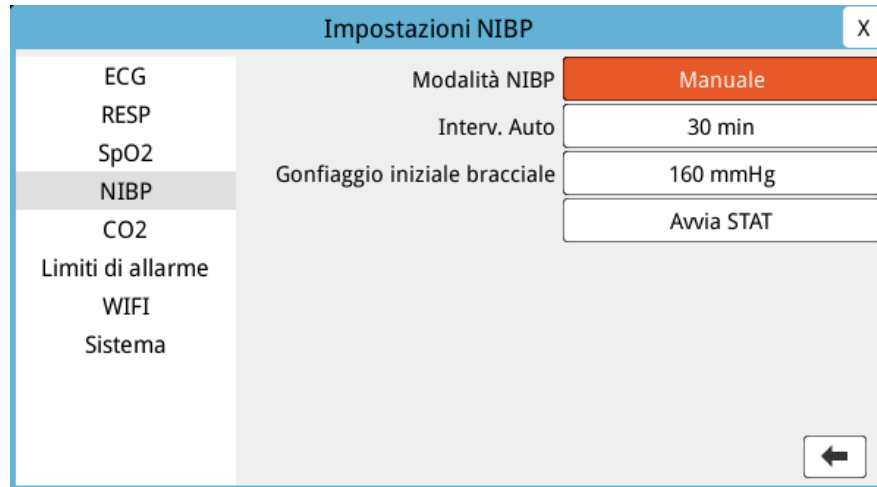 Impostazioni NIBP
X
ECG
RESP
SpO2
NIBP
CO2
Limiti di allarme
WIFI
Sistema
Modalità NIBP Manuale
Interv. Auto 30 min
Gonfiaggio iniziale bracciale 160 mmHg
Avvia STAT